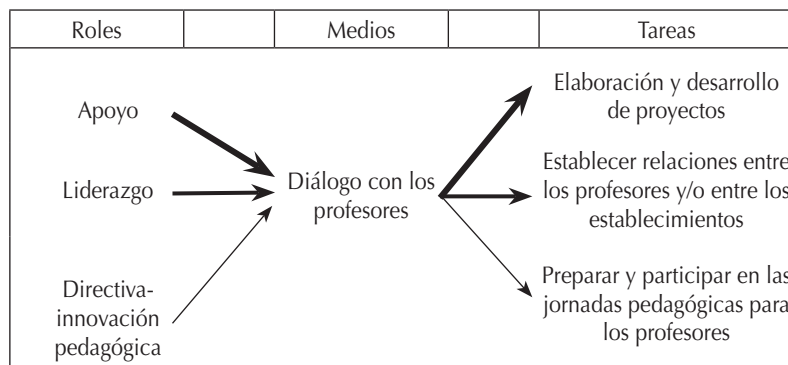 Roles
Medios
Tareas
Apoyo
Liderazgo
Directiva-
innovación
pedagógica
Diálogo con los
profesores
Elaboración y desarrollo
de proyectos
Establecer relaciones entre
los profesores y/o entre los
establecimientos
Preparar y participar en las
jornadas pedagógicas para
los profesores